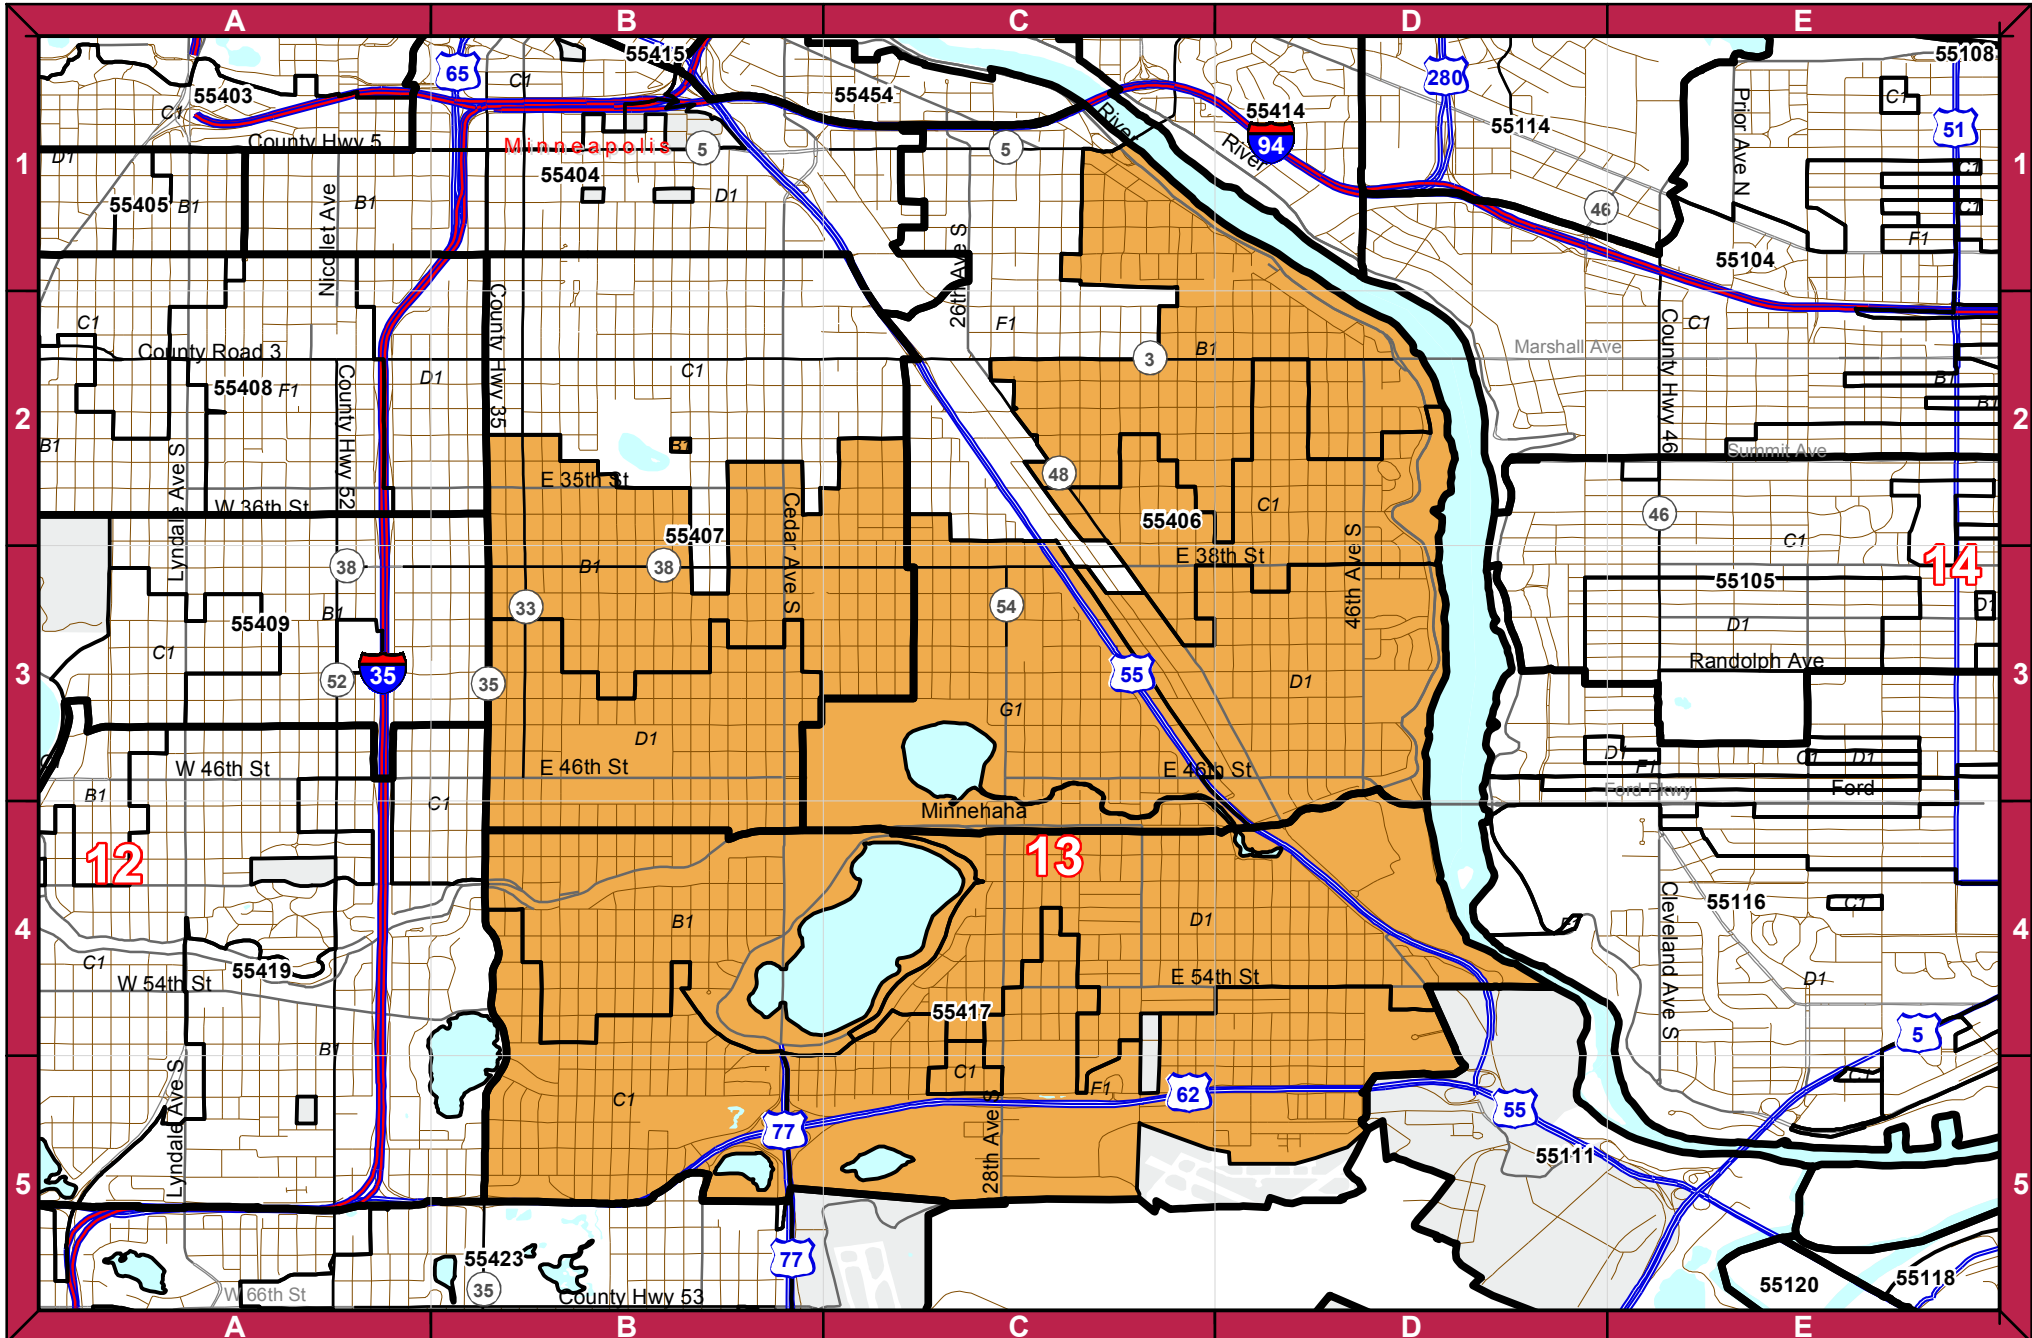 A B C D E
55415
65
C1
280
55108
55403
55454
C1
C1
Prior Ave N
51
55414
55114
River
County Hwy 5
Minneapolis
5
5
River
94
D1
1
1
55404
C1
55405
B1
B1
D1
46
C1
F1
Nicollet Ave
26th Ave S
55104
County Hwy 35
C1
F1
C1
County Hwy 46
County Road 3
3
B1
Marshall Ave
55408
F1
D1
C1
B1
County Hwy 52
B1
2
2
B1
B1
Summit Ave
Lyndale Ave S
E 35th St
48
W 36th St
Cedar Ave S
C1
46
55407
55406
46th Ave S
C1
38
B1
38
E 38th St
14
55105
33
54
D1
55409
B1
D1
C1
Randolph Ave
3
52
35
35
55
D1
3
G1
D1
D1
C1
D1
W 46th St
E 46th St
E 46th St
F1
B1
C1
Ford Pkwy
Ford
Minnehaha
12
13
Cleveland Ave S
55116
C1
4
B1
D1
4
C1
55419
W 54th St
E 54th St
D1
55417
5
B1
Lyndale Ave S
C1
C1
F1
28th Ave S
62
C1
55
77
55111
5
5
55423
77
35
W 66th St
County Hwy 53
55120
55118
A B C D E